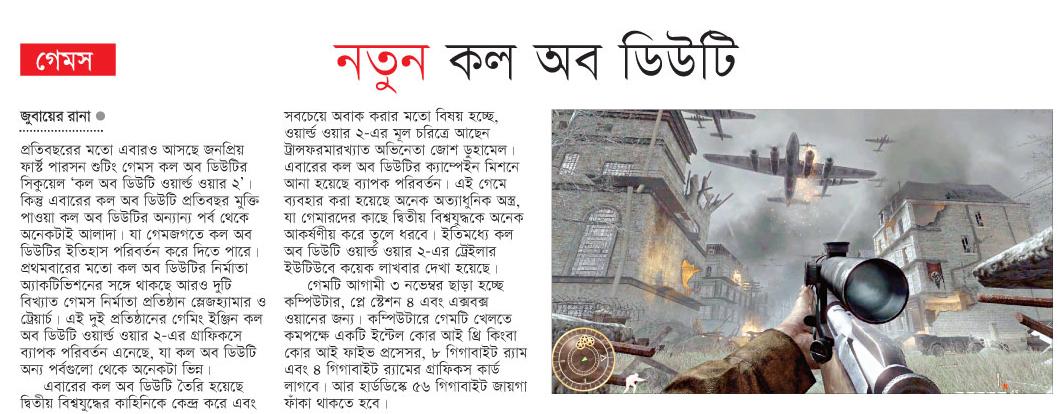 গেমস
নতুন কল অব ডিউটি
জুবায়ের রানা
প্রতিবছরের মতো এবারও আসছে জনপ্রিয়
ফার্স্ট পারসন শুটিং গেমস কল অব ডিউটির
সিকুয়েল ‘কল অব ডিউটি ওয়ার্ল্ড ওয়ার ২’।
কিন্তু এবারের কল অব ডিউটি প্রতিবছর মুক্তি
পাওয়া কল অব ডিউটির অন্যান্য পর্ব থেকে
অনেকটাই আলাদা। যা গেমজগতে কল অব
ডিউটির ইতিহাস পরিবর্তন করে দিতে পারে।
প্রথমবারের মতো কল অব ডিউটির নির্মাতা
অ্যাকটিভিশনের সঙ্গে থাকছে আরও দুটি
বিখ্যাত গেমস নির্মাতা প্রতিষ্ঠান স্লেজহ্যামার ও
ট্রেয়ার্চ। এই দুই প্রতিষ্ঠানের গেমিং ইঞ্জিন কল
অব ডিউটি ওয়ার্ল্ড ওয়ার ২-এর গ্রাফিকসে
ব্যাপক পরিবর্তন এনেছে, যা কল অব ডিউটি
অন্য পর্বগুলো থেকে অনেকটা ভিন্ন।
এবারের কল অব ডিউটি তৈরি হয়েছে
দ্বিতীয় বিশ্বযুদ্ধের কাহিনিকে কেন্দ্র করে এবং
সবচেয়ে অবাক করার মতো বিষয় হচ্ছে,
ওয়ার্ল্ড ওয়ার ২-এর মূল চরিত্রে আছেন
ট্রান্সফরমারখ্যাত অভিনেতা জোশ ডুহামেল।
এবারের কল অব ডিউটির ক্যাম্পেইন মিশনে
আনা হয়েছে ব্যাপক পরিবর্তন। এই গেমে
ব্যবহার করা হয়েছে অনেক অত্যাধুনিক অস্ত্র,
যা গেমারদের কাছে দ্বিতীয় বিশ্বযুদ্ধকে অনেক
আকর্ষণীয় করে তুলে ধরবে। ইতিমধ্যে কল
অব ডিউটি ওয়ার্ল্ড ওয়ার ২-এর ট্রেইলার
ইউটিউবে কয়েক লাখবার দেখা হয়েছে।
গেমটি আগামী ৩ নভেম্বর ছাড়া হচ্ছে
কম্পিউটার, প্লে স্টেশন ৪ এবং এক্সবক্স
ওয়ানের জন্য। কম্পিউটারে গেমটি খেলতে
কমপক্ষে একটি ইন্টেল কোর আই থ্রি কিংবা
কোর আই ফাইভ প্রসেসর, ৮ গিগাবাইট র‍্যাম
এবং ৪ গিগাবাইট র‍্যামের গ্রাফিকস কার্ড
লাগবে। আর হার্ডডিস্কে ৫৬ গিগাবাইট জায়গা
ফাঁকা থাকতে হবে।